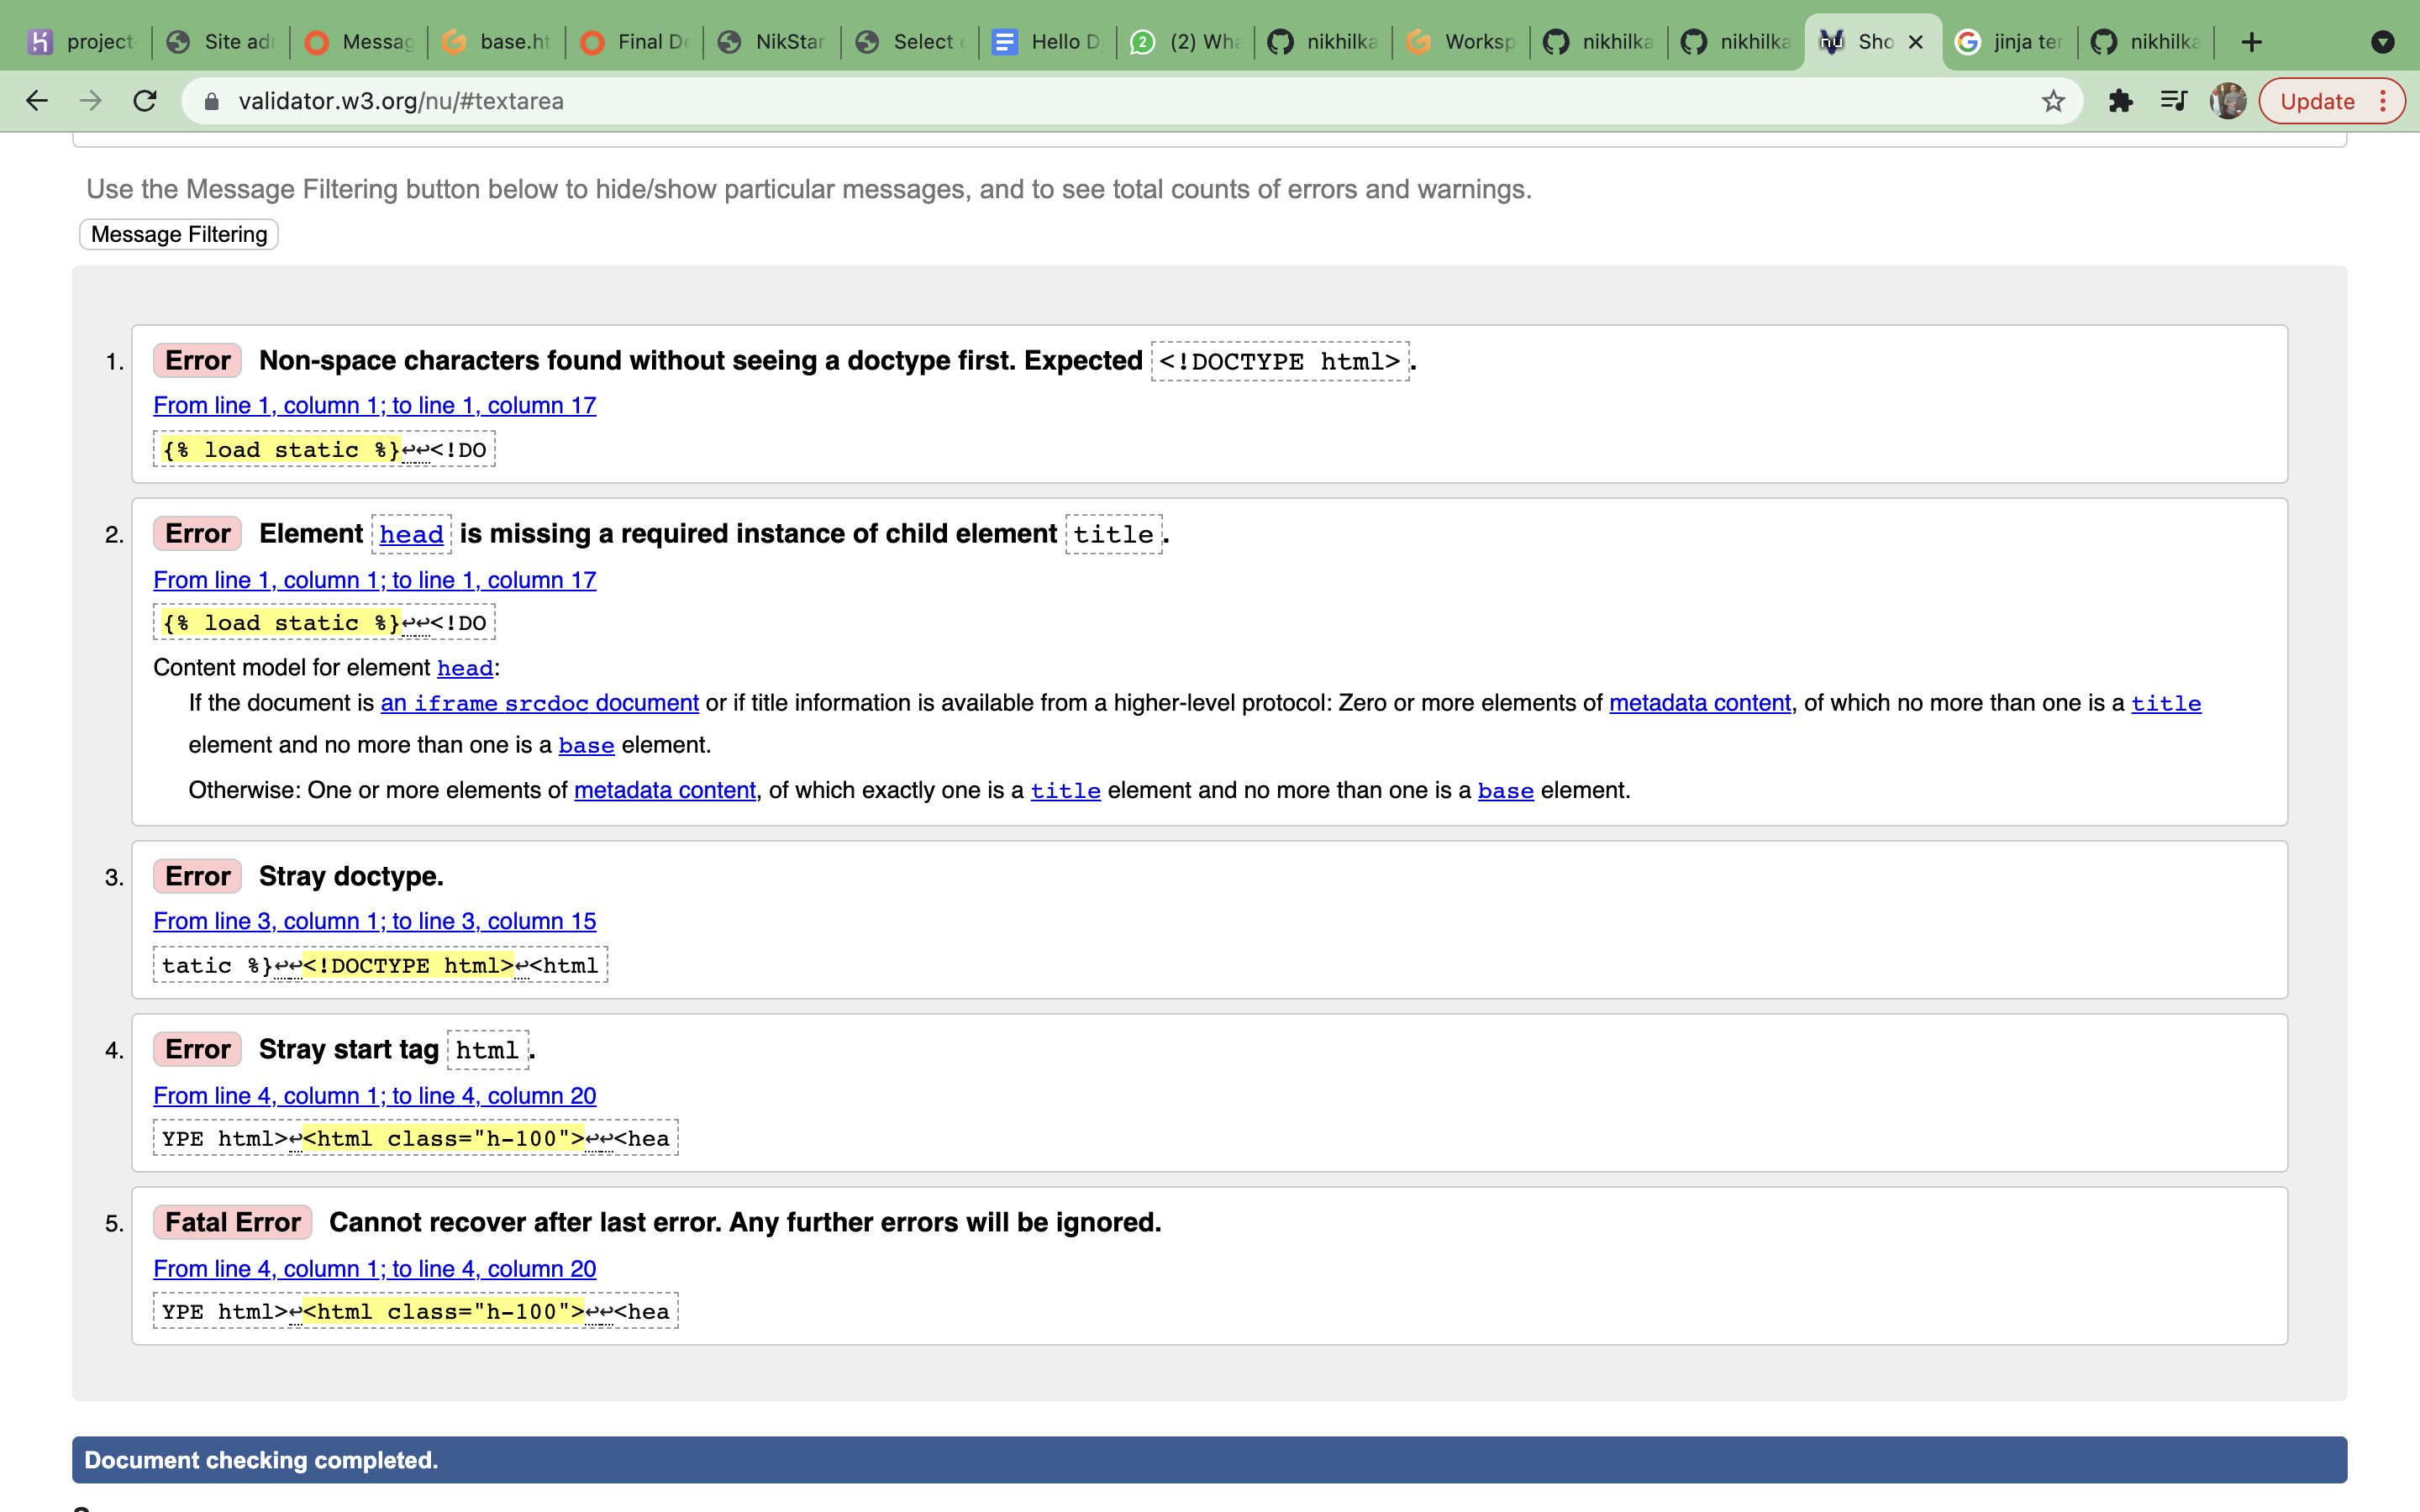 project Site ad Messag base.ht Final De NikStar Select Hello D (2) Wha nikhilka Worksp nikhilka nikhilka Sho jinja ter nikhilka
validator.w3.org/nu/#textarea Update
Use the Message Filtering button below to hide/show particular messages, and to see total counts of errors and warnings.
Message Filtering
1. Error Non-space characters found without seeing a doctype first. Expected <!DOCTYPE html>.
From line 1, column 1; to line 1, column 17
{% load static %}↩↩<!DO
2. Error Element head is missing a required instance of child element title.
From line 1, column 1; to line 1, column 17
{% load static %}↩↩<!DO
Content model for element head:
If the document is an iframe srcdoc document or if title information is available from a higher-level protocol: Zero or more elements of metadata content, of which no more than one is a title
element and no more than one is a base element.
Otherwise: One or more elements of metadata content, of which exactly one is a title element and no more than one is a base element.
3. Error Stray doctype.
From line 3, column 1; to line 3, column 15
tatic %}↩↩<!DOCTYPE html>↩<html
4. Error Stray start tag html.
From line 4, column 1; to line 4, column 20
YPE html>↩<html class="h-100">↩↩<hea
5. Fatal Error Cannot recover after last error. Any further errors will be ignored.
From line 4, column 1; to line 4, column 20
YPE html>↩<html class="h-100">↩↩<hea
Document checking completed.